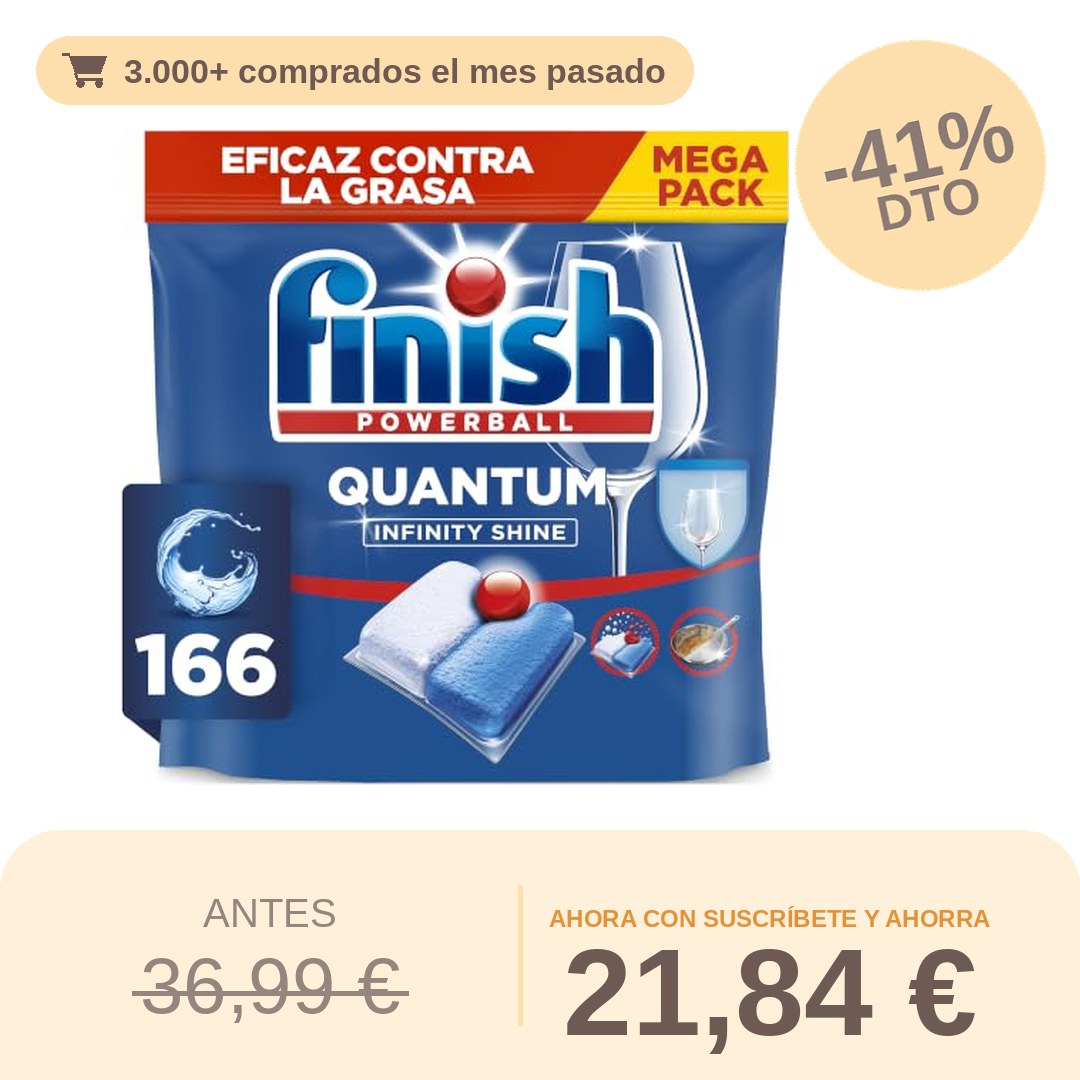 3.000+ comprados el mes pasado
-41%
DTO
EFICAZ CONTRA
LA GRASA
MEGA
PACK
finish
POWERBALL
QUANTUM
INFINITY SHINE
166
ANTES
36,99 €
AHORA CON SUSCRÍBETE Y AHORRA
21,84 €